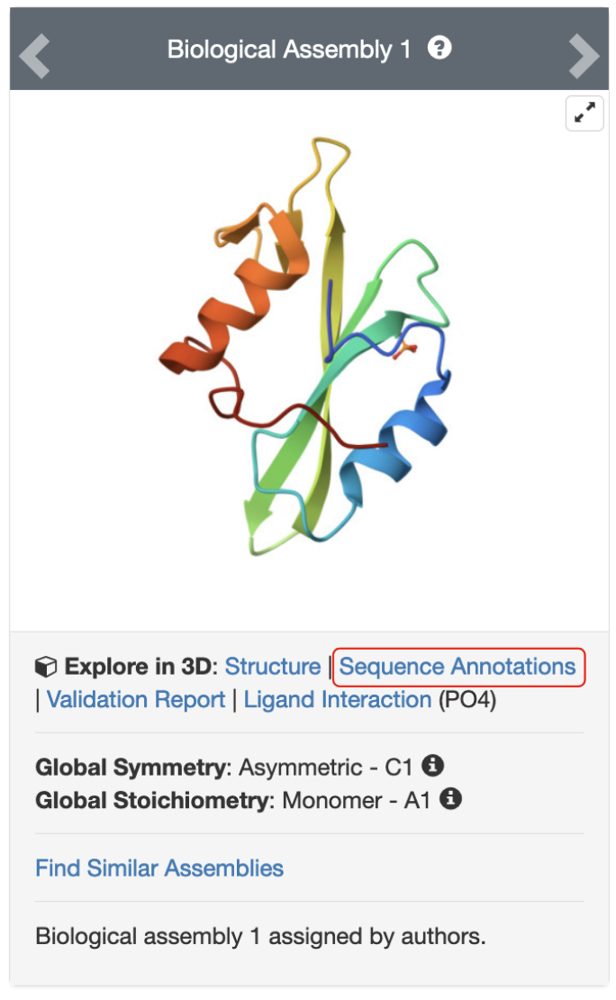 Biological Assembly 1 ?
Explore in 3D: Structure | Sequence Annotations
| Validation Report | Ligand Interaction (PO4)
Global Symmetry: Asymmetric - C1
Global Stoichiometry: Monomer - A1
Find Similar Assemblies
Biological assembly 1 assigned by authors.